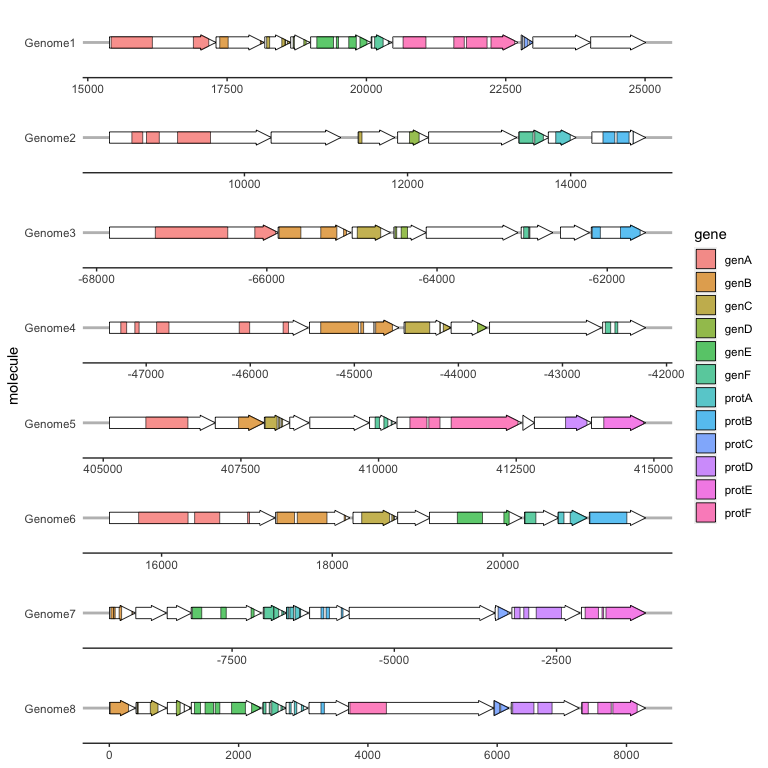 Genome1
15000 17500 20000 22500 25000
Genome2
10000 12000 14000
Genome3
-68000 -66000 -64000 -62000
Genome4
-47000 -46000 -45000 -44000 -43000 -42000
Genome5
405000 407500 410000 412500 415000
Genome6
16000 18000 20000
Genome7
-7500 -5000 -2500
Genome8
0 2000 4000 6000 8000
molecule
gene
genA
genB
genC
genD
genE
genF
protA
protB
protC
protD
protE
protF